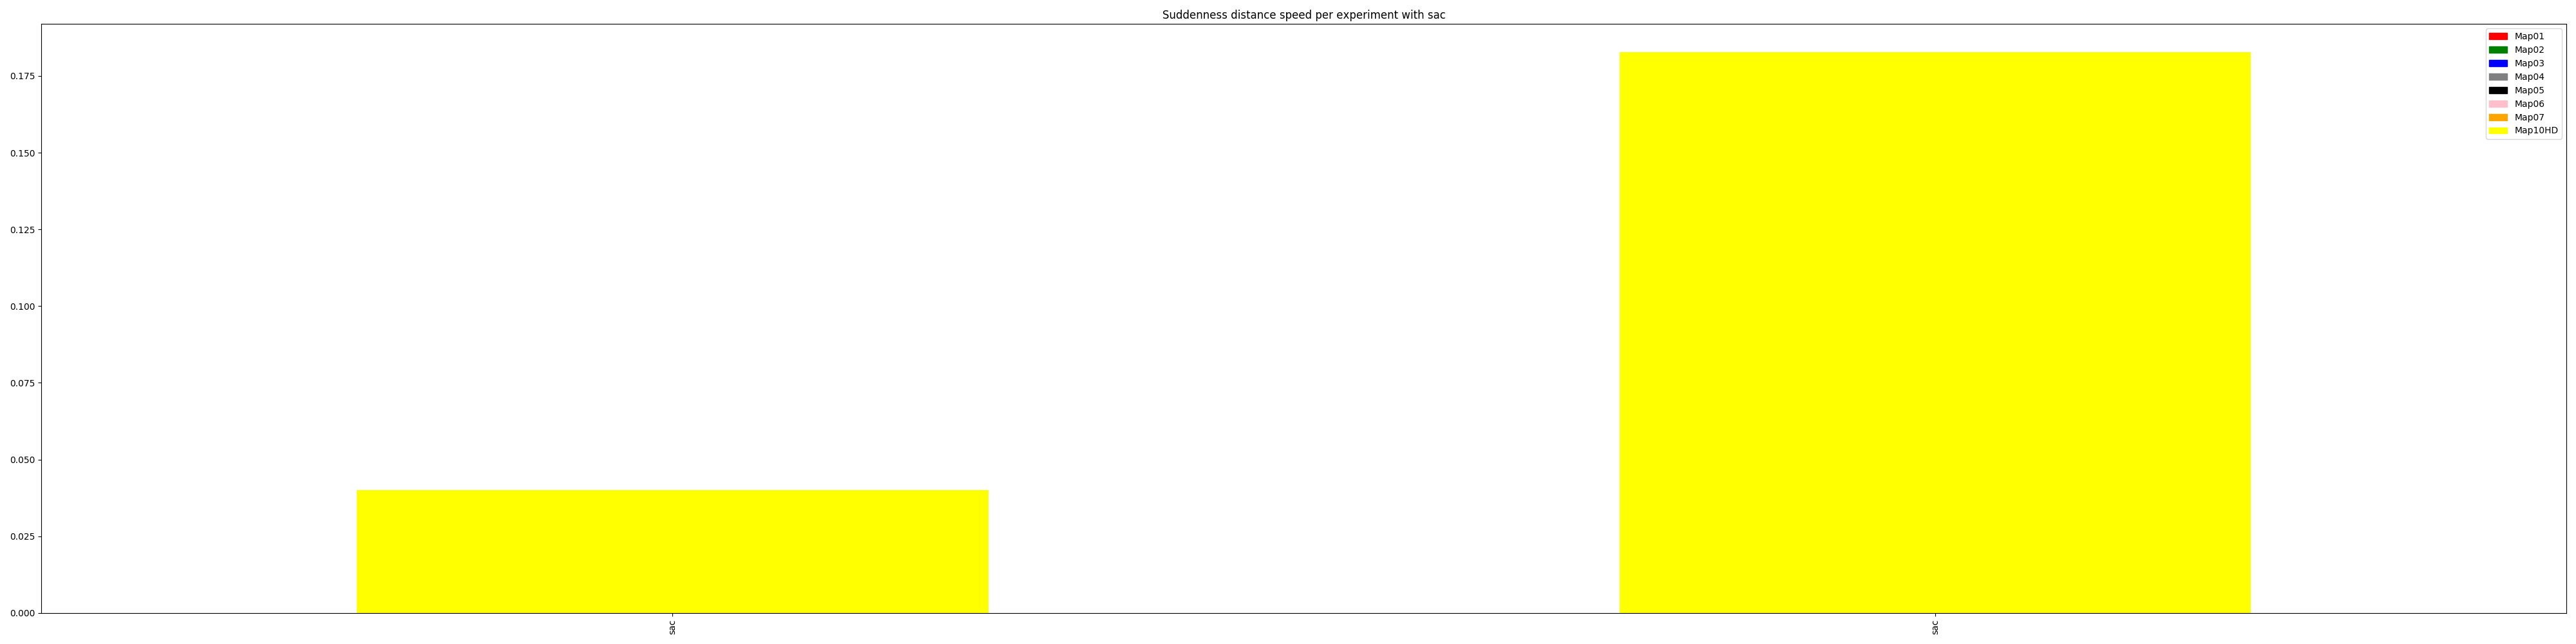 Suddenness distance speed per experiment with sac
Map01
Map02
Map03
Map04
Map05
Map06
Map07
Map10HD
0.175
0.150
0.125
0.100
0.075
0.050
0.025
0.000
sac
sac